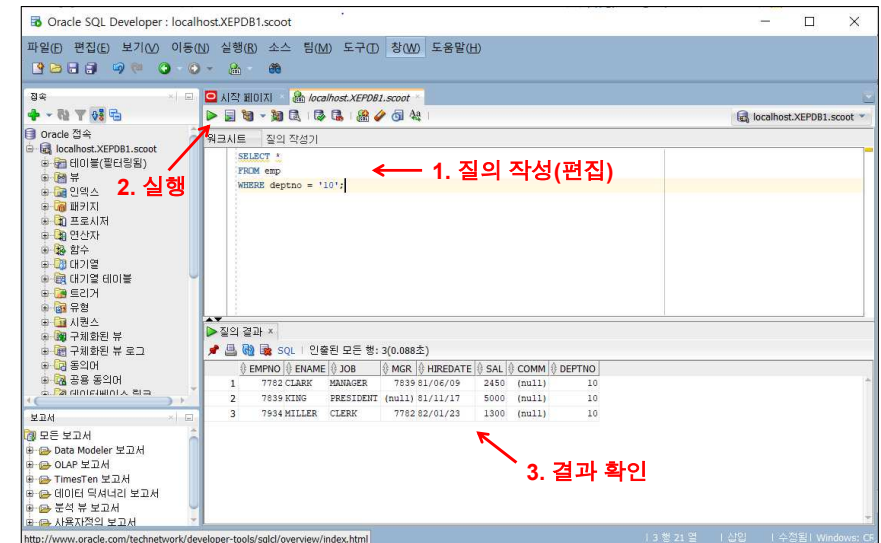 Oracle SQL Developer : localhost.XEPDB1.scoot
파일(F) 편집(E) 보기(V) 이동(N) 실행(R) 소스 팀(M) 도구(T) 창(W) 도움말(H)
접속
시작 페이지
localhost.XEPDB1.scoot
localhost.XEPDB1.scoot
Oracle 접속
localhost.XEPDB1.scoot
테이블(필터링됨)
뷰
인덱스
패키지
프로시저
연산자
함수
대기열
대기열 테이블
트리거
유형
시퀀스
구체화된 뷰
구체화된 뷰 로그
동의어
공용 동의어
데이터베이스 링크
워크시트 질의 작성기
SELECT *
FROM emp
WHERE deptno = '10';
1. 질의 작성(편집)
2. 실행
질의 결과 ×
SQL | 인출된 모든 행: 3(0.088초)
EMPNO ENAME JOB MGR HIREDATE SAL COMM DEPTNO
1 7782 CLARK MANAGER 7839 81/06/09 2450 (null) 10
2 7839 KING PRESIDENT (null) 81/11/17 5000 (null) 10
3 7934 MILLER CLERK 7782 82/01/23 1300 (null) 10
3. 결과 확인
보고서
모든 보고서
Data Modeler 보고서
OLAP 보고서
TimesTen 보고서
데이터 딕셔너리 보고서
분석 뷰 보고서
사용자정의 보고서
http://www.oracle.com/technetwork/developer-tools/sqlcl/overview/index.html
| 3 행 21 열 | 삽입 | 수정됨 | Windows: CR